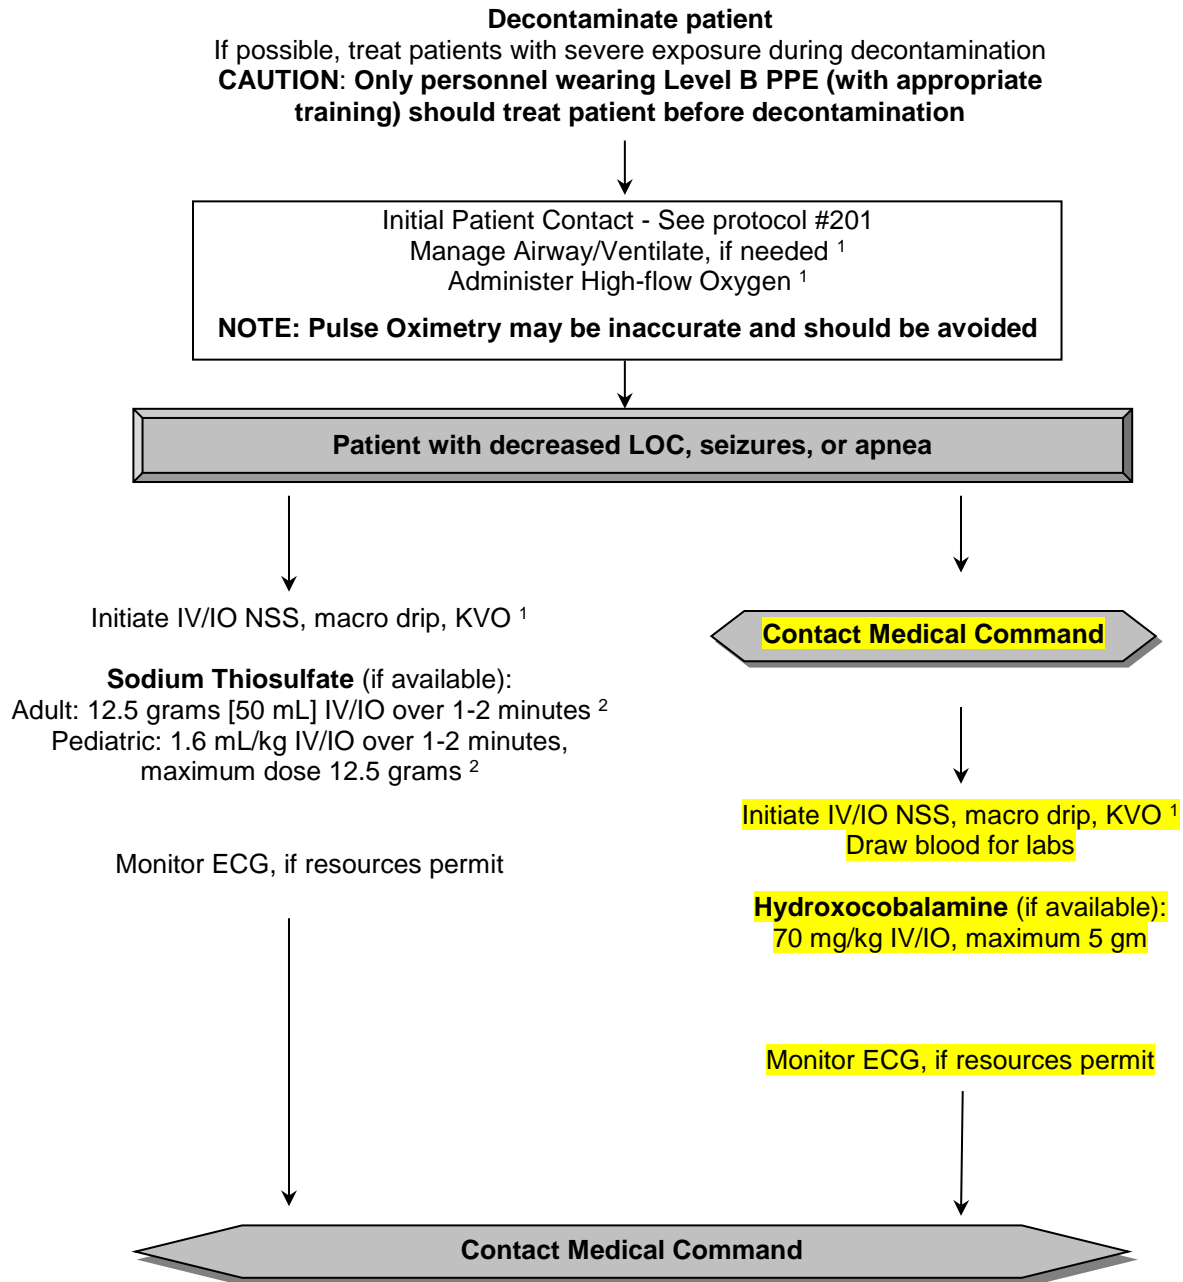 Decontaminate patient
If possible, treat patients with severe exposure during decontamination
CAUTION: Only personnel wearing Level B PPE (with appropriate
training) should treat patient before decontamination
Initial Patient Contact - See protocol #201
Manage Airway/Ventilate, if needed ¹
Administer High-flow Oxygen ¹
NOTE: Pulse Oximetry may be inaccurate and should be avoided
Patient with decreased LOC, seizures, or apnea
Initiate IV/IO NSS, macro drip, KVO ¹
Sodium Thiosulfate (if available):
Adult: 12.5 grams [50 mL] IV/IO over 1-2 minutes ²
Pediatric: 1.6 mL/kg IV/IO over 1-2 minutes,
maximum dose 12.5 grams ²
Monitor ECG, if resources permit
Contact Medical Command
Initiate IV/IO NSS, macro drip, KVO ¹
Draw blood for labs
Hydroxocobalamine (if available):
70 mg/kg IV/IO, maximum 5 gm
Monitor ECG, if resources permit
Contact Medical Command